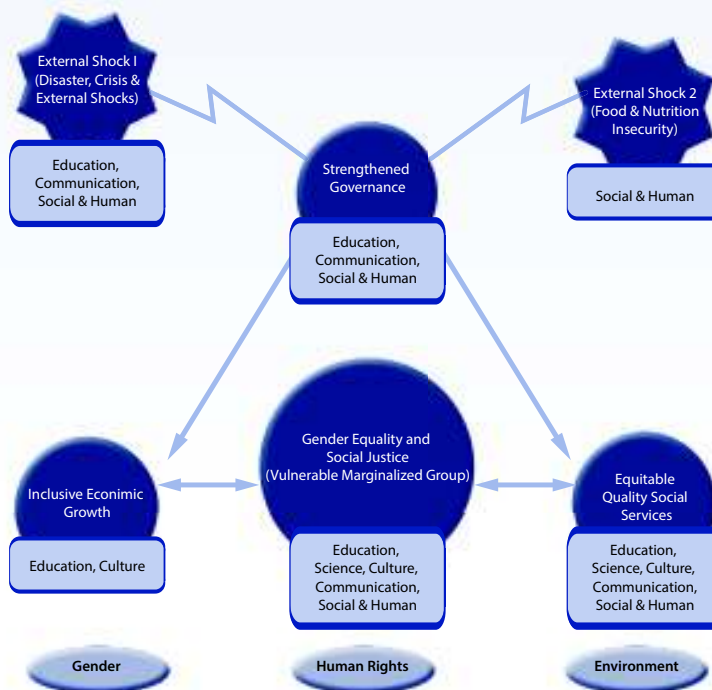 External Shock I
(Disaster, Crisis &
External Shocks)
Education,
Communication,
Social & Human
External Shock 2
(Food & Nutrition
Insecurity)
Social & Human
Strengthened
Governance
Education,
Communication,
Social & Human
Inclusive Econimic
Growth
Education, Culture
Gender Equality and
Social Justice
(Vulnerable Marginalized Group)
Education,
Science, Culture,
Communication,
Social & Human
Equitable
Quality Social
Services
Education,
Science, Culture,
Communication,
Social & Human
Gender
Human Rights
Environment